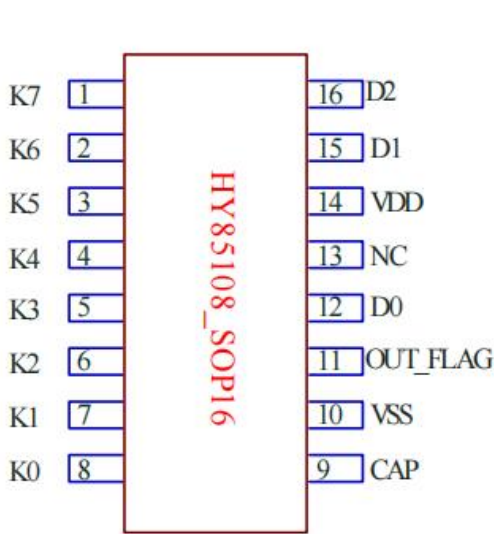 K7 1 16 D2
K6 2 15 D1
K5 3 14 VDD
K4 4 13 NC
K3 5 12 D0
K2 6 11 OUT_FLAG
K1 7 10 VSS
K0 8 9 CAP
HY85108_SOP16